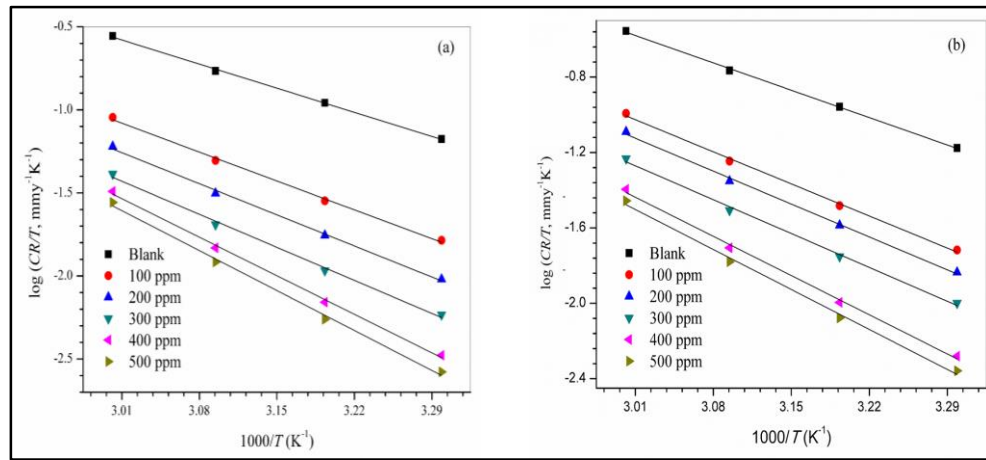 (a)
log (CR/T, mmy⁻¹K⁻¹)
-0.5
-1.0
-1.5
-2.0
-2.5
Blank
100 ppm
200 ppm
300 ppm
400 ppm
500 ppm
3.01 3.08 3.15 3.22 3.29
1000/T (K⁻¹)
(b)
log (CR/T, mmy⁻¹K⁻¹)
-0.8
-1.2
-1.6
-2.0
-2.4
Blank
100 ppm
200 ppm
300 ppm
400 ppm
500 ppm
3.01 3.08 3.15 3.22 3.29
1000/T (K⁻¹)